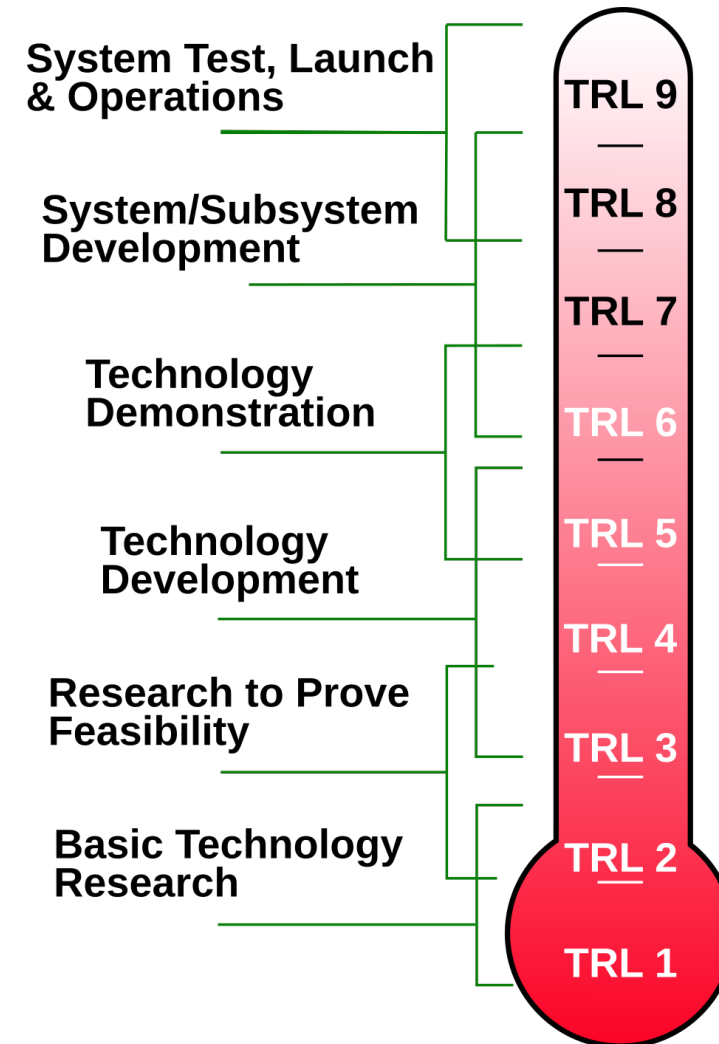 System Test, Launch
& Operations
System/Subsystem
Development
Technology
Demonstration
Technology
Development
Research to Prove
Feasibility
Basic Technology
Research
TRL 9
TRL 8
TRL 7
TRL 6
TRL 5
TRL 4
TRL 3
TRL 2
TRL 1